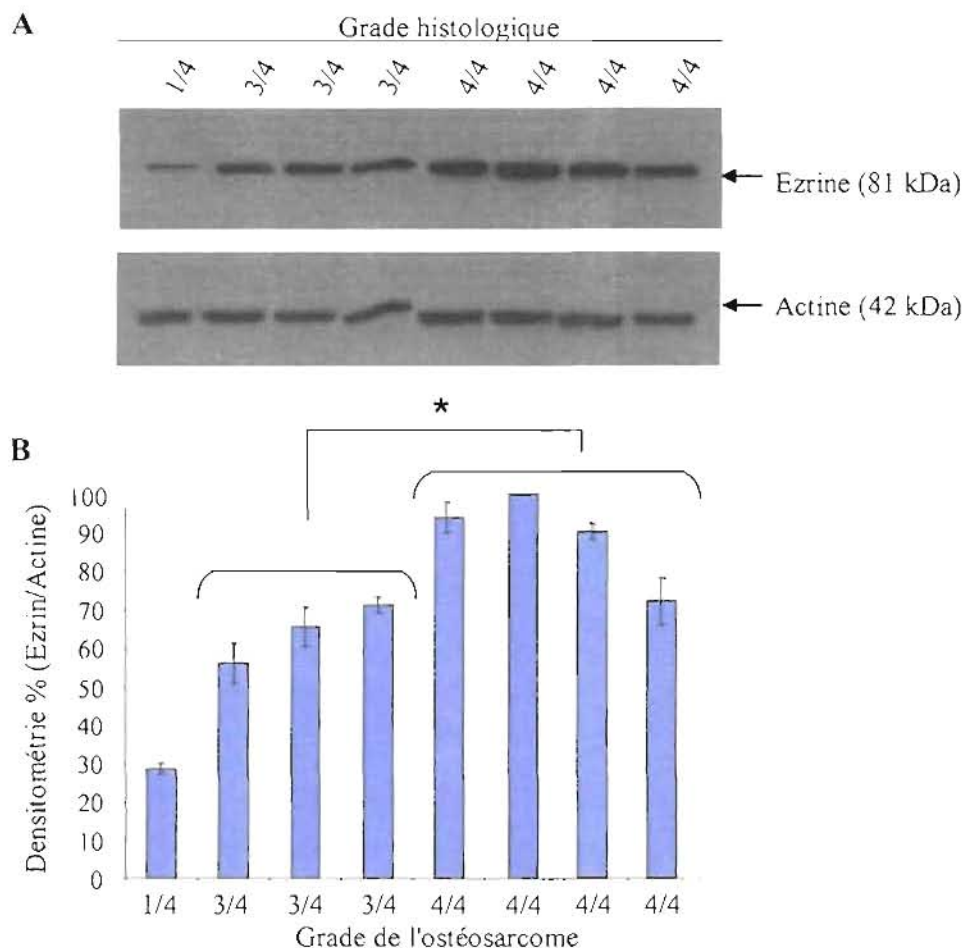 A
Grade histologique
1/4 3/4 3/4 3/4 4/4 4/4 4/4 4/4
Ezrine (81 kDa)
Actine (42 kDa)
*
B
Densitométrie % (Ezrin/Actine)
100
90
80
70
60
50
40
30
20
10
0
1/4 3/4 3/4 3/4 4/4 4/4 4/4 4/4
Grade de l'ostéosarcome